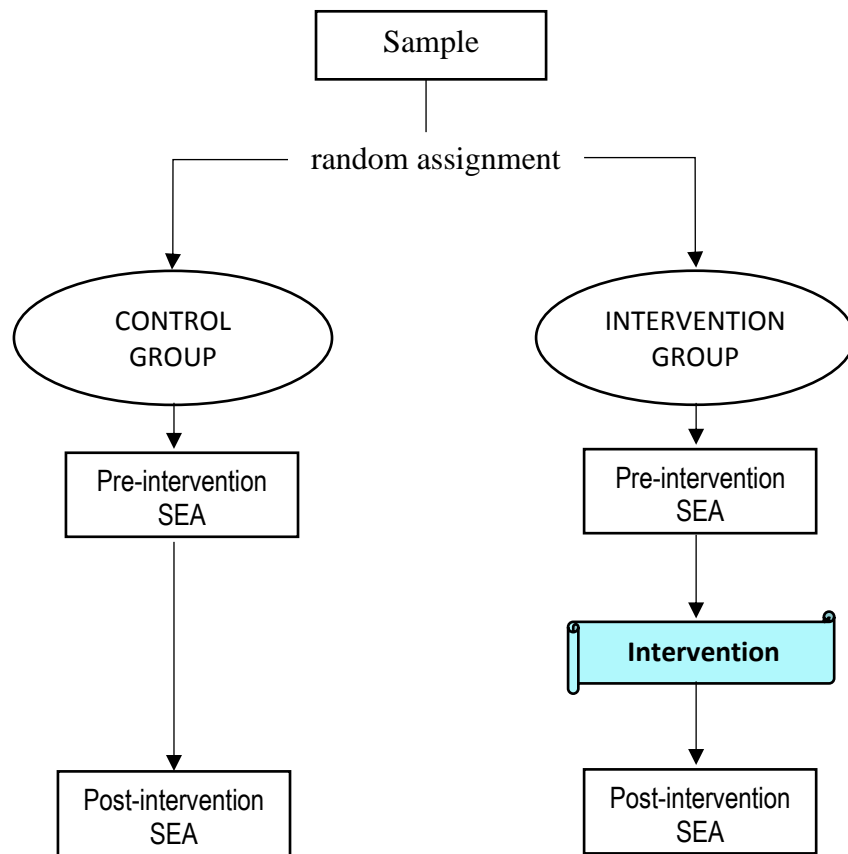 Sample
random assignment
CONTROL
GROUP
INTERVENTION
GROUP
Pre-intervention
SEA
Pre-intervention
SEA
Intervention
Post-intervention
SEA
Post-intervention
SEA